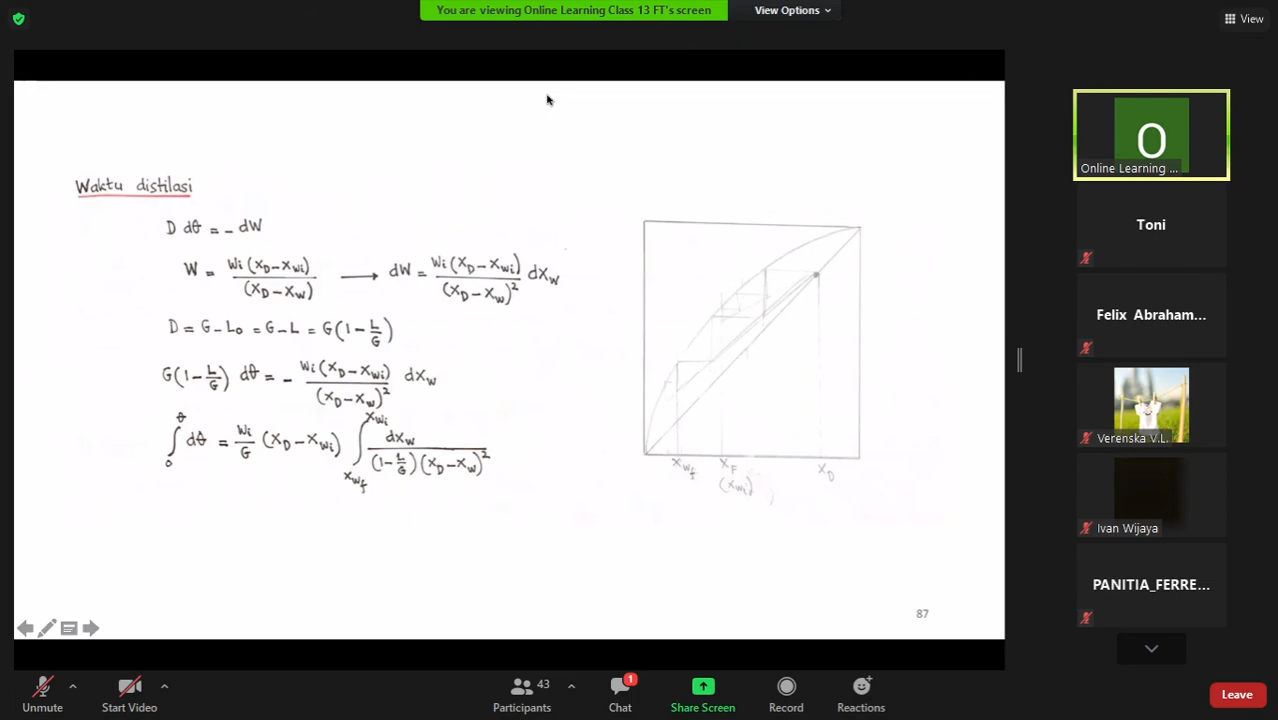 You are viewing Online Learning Class 13 FT's screen
View Options
View
Waktu distilasi
D dθ = - dW
W = Wi(xD-xWi) / (xD-xW) ⟶ dW = Wi(xD-xWi) / (xD-xW)² dxW
D = G-L₀ = G-L = G(1-L/G)
G(1-L/G) dθ = - Wi(xD-xWi) / (xD-xW)² dxW
∫₀^θ dθ = Wi/G (xD-xWi) ∫_{xWf}^{xWi} dxW / (1-L/G)(xD-xW)²
xWf xF xD
(xWi)
87
O
Online Learning ...
Toni
Felix Abraham...
Verenska V.L.
Ivan Wijaya
PANITIA_FERRE...
Unmute
Start Video
43
Participants
1
Chat
Share Screen
Record
Reactions
Leave